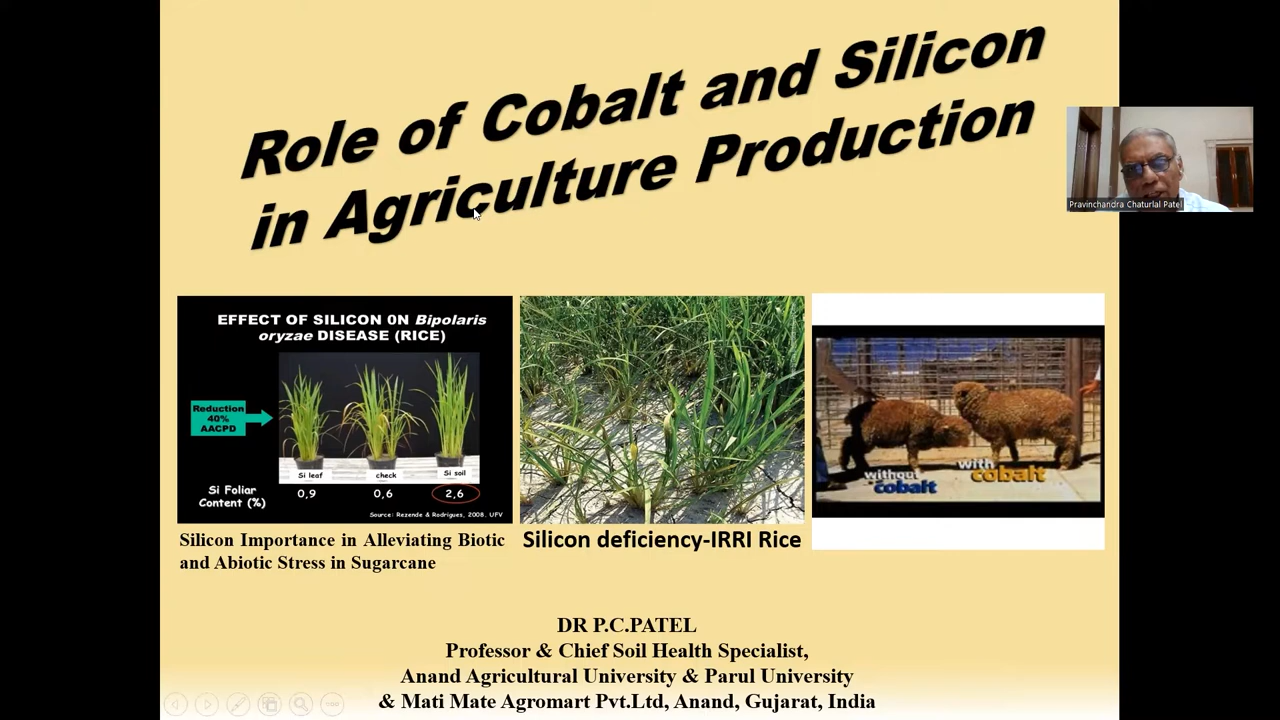 Role of Cobalt and Silicon
in Agriculture Production
Pravinchandra Chaturlal Patel
EFFECT OF SILICON 0N Bipolaris
oryzae DISEASE (RICE)
Reduction
40%
AACPD
Si leaf
check
Si soil
Si Foliar
Content (%)
0,9
0,6
2,6
Source: Rezende & Rodrigues, 2008. UFV
without
cobalt
with
cobalt
Silicon Importance in Alleviating Biotic
and Abiotic Stress in Sugarcane
Silicon deficiency-IRRI Rice
DR P.C.PATEL
Professor & Chief Soil Health Specialist,
Anand Agricultural University & Parul University
& Mati Mate Agromart Pvt.Ltd, Anand, Gujarat, India